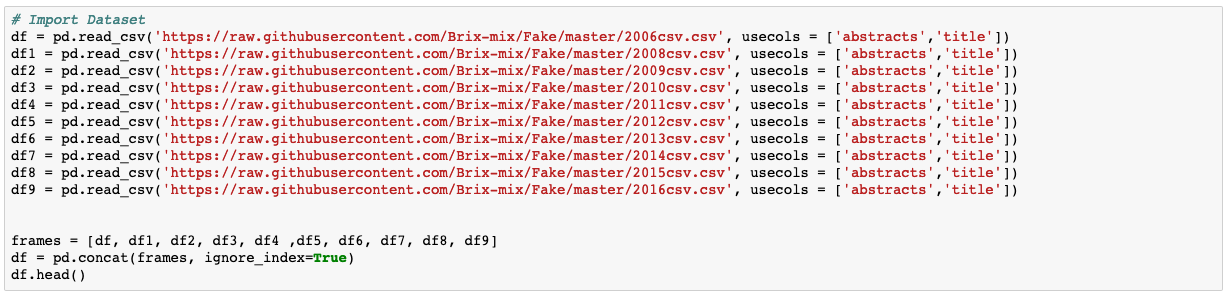 # Import Dataset
df = pd.read_csv('https://raw.githubusercontent.com/Brix-mix/Fake/master/2006csv.csv', usecols = ['abstracts','title'])
df1 = pd.read_csv('https://raw.githubusercontent.com/Brix-mix/Fake/master/2008csv.csv', usecols = ['abstracts','title'])
df2 = pd.read_csv('https://raw.githubusercontent.com/Brix-mix/Fake/master/2009csv.csv', usecols = ['abstracts','title'])
df3 = pd.read_csv('https://raw.githubusercontent.com/Brix-mix/Fake/master/2010csv.csv', usecols = ['abstracts','title'])
df4 = pd.read_csv('https://raw.githubusercontent.com/Brix-mix/Fake/master/2011csv.csv', usecols = ['abstracts','title'])
df5 = pd.read_csv('https://raw.githubusercontent.com/Brix-mix/Fake/master/2012csv.csv', usecols = ['abstracts','title'])
df6 = pd.read_csv('https://raw.githubusercontent.com/Brix-mix/Fake/master/2013csv.csv', usecols = ['abstracts','title'])
df7 = pd.read_csv('https://raw.githubusercontent.com/Brix-mix/Fake/master/2014csv.csv', usecols = ['abstracts','title'])
df8 = pd.read_csv('https://raw.githubusercontent.com/Brix-mix/Fake/master/2015csv.csv', usecols = ['abstracts','title'])
df9 = pd.read_csv('https://raw.githubusercontent.com/Brix-mix/Fake/master/2016csv.csv', usecols = ['abstracts','title'])
frames = [df, df1, df2, df3, df4 ,df5, df6, df7, df8, df9]
df = pd.concat(frames, ignore_index=True)
df.head()